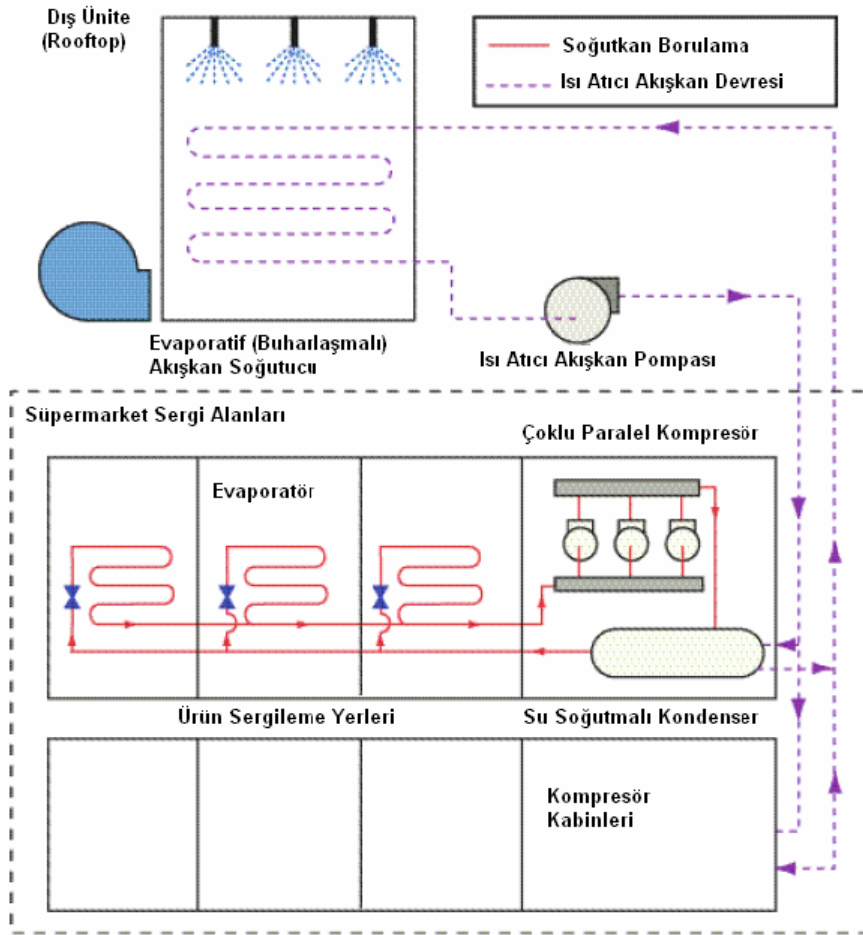 Dış Ünite
(Rooftop)
Soğutkan Borulama
Isı Atıcı Akışkan Devresi
Evaporatif (Buharlaşmalı)
Akışkan Soğutucu
Isı Atıcı Akışkan Pompası
Süpermarket Sergi Alanları
Çoklu Paralel Kompresör
Evaporatör
Ürün Sergileme Yerleri
Su Soğutmalı Kondenser
Kompresör
Kabinleri